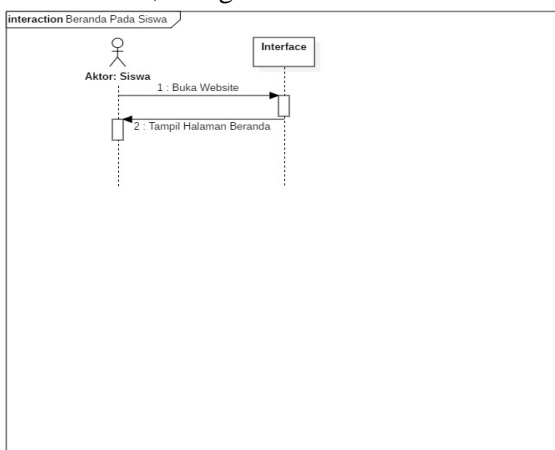 interaction Beranda Pada Siswa
Interface
Aktor: Siswa
1 : Buka Website
2 : Tampil Halaman Beranda